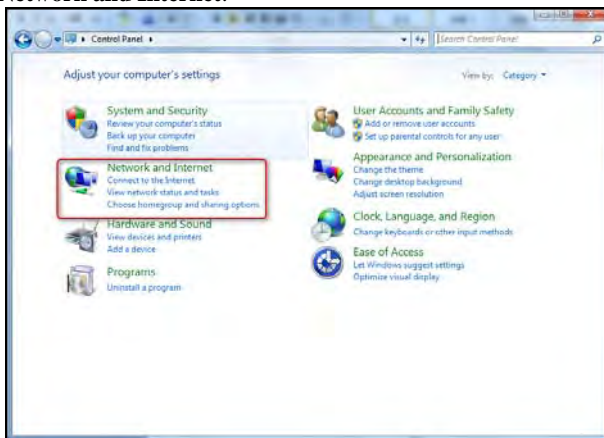 Network and Internet.
Control Panel
Search Control Panel
Adjust your computer's settings
View by: Category
System and Security
Review your computer's status
Back up your computer
Find and fix problems
Network and Internet
Connect to the Internet
View network status and tasks
Choose homegroup and sharing options
Hardware and Sound
View devices and printers
Add a device
Programs
Uninstall a program
User Accounts and Family Safety
Add or remove user accounts
Set up parental controls for any user
Appearance and Personalization
Change the theme
Change desktop background
Adjust screen resolution
Clock, Language, and Region
Change keyboards or other input methods
Ease of Access
Let Windows suggest settings
Optimize visual display